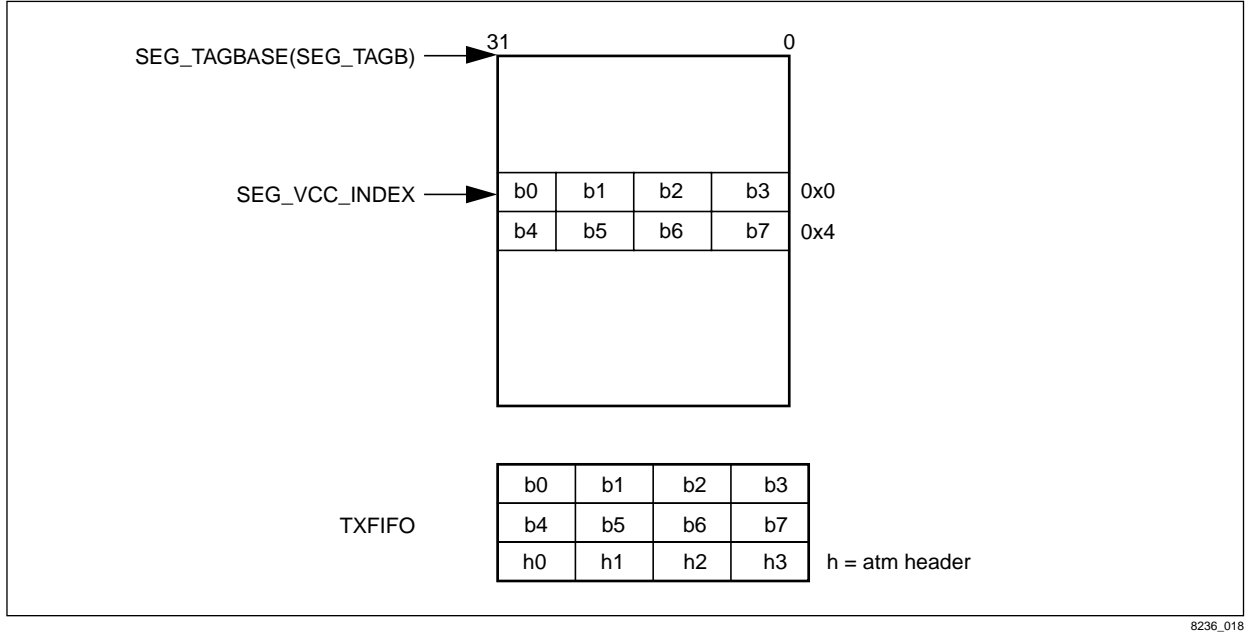 31 0
SEG_TAGBASE(SEG_TAGB)
SEG_VCC_INDEX b0 b1 b2 b3 0x0
b4 b5 b6 b7 0x4
b0 b1 b2 b3
TXFIFO b4 b5 b6 b7
h0 h1 h2 h3 h = atm header
8236_018